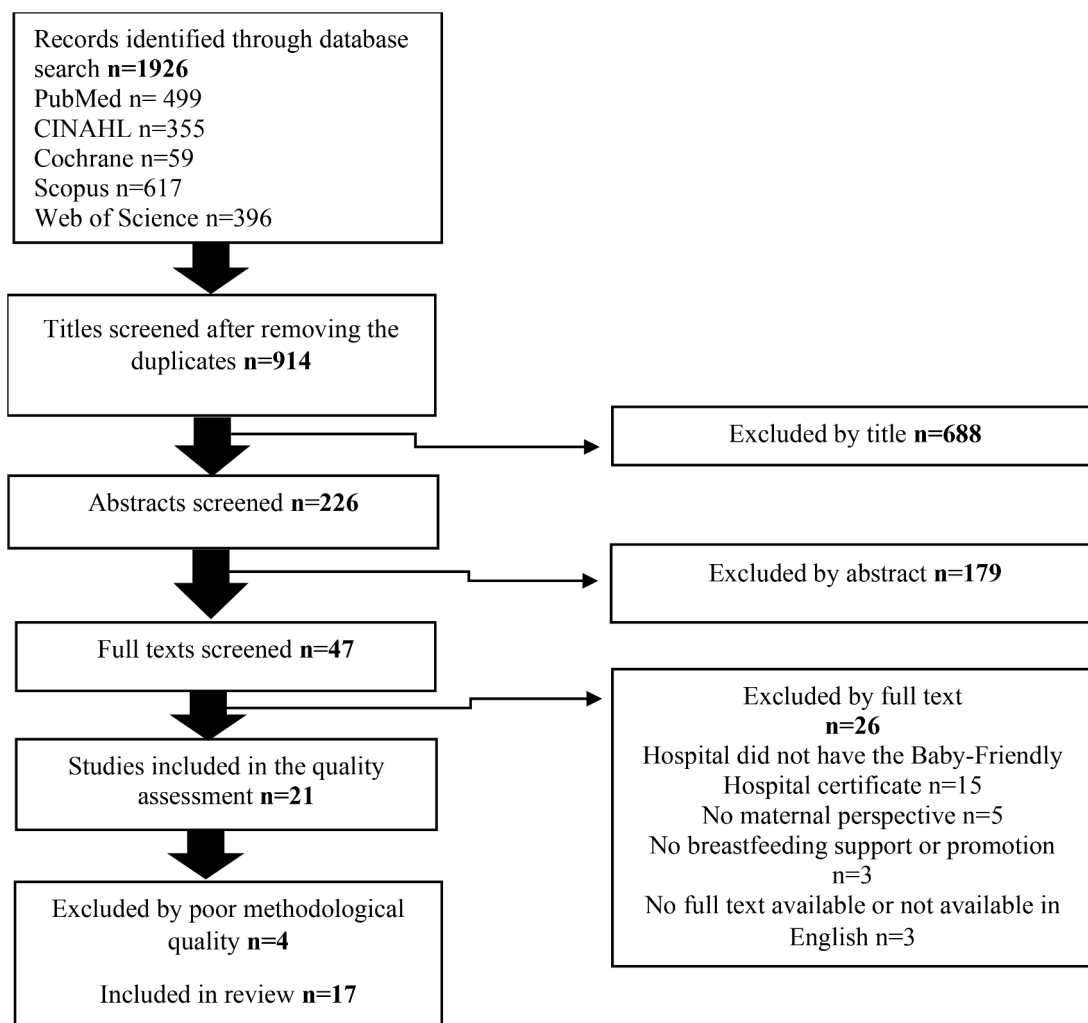 Records identified through database
search n=1926
PubMed n= 499
CINAHL n=355
Cochrane n=59
Scopus n=617
Web of Science n=396
Titles screened after removing the
duplicates n=914
Excluded by title n=688
Abstracts screened n=226
Excluded by abstract n=179
Full texts screened n=47
Excluded by full text
n=26
Hospital did not have the Baby-Friendly
Hospital certificate n=15
No maternal perspective n=5
No breastfeeding support or promotion
n=3
No full text available or not available in
English n=3
Studies included in the quality
assessment n=21
Excluded by poor methodological
quality n=4
Included in review n=17